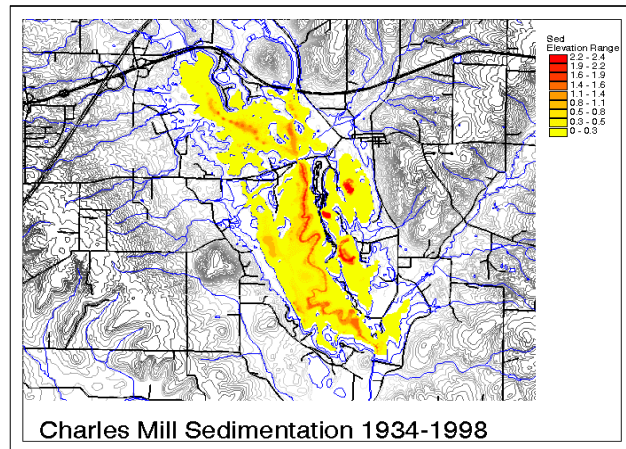 Sed
Elevation Range
2.2 - 2.4
1.9 - 2.2
1.6 - 1.9
1.4 - 1.6
1.1 - 1.4
0.8 - 1.1
0.5 - 0.8
0.3 - 0.5
0 - 0.3
Charles Mill Sedimentation 1934-1998